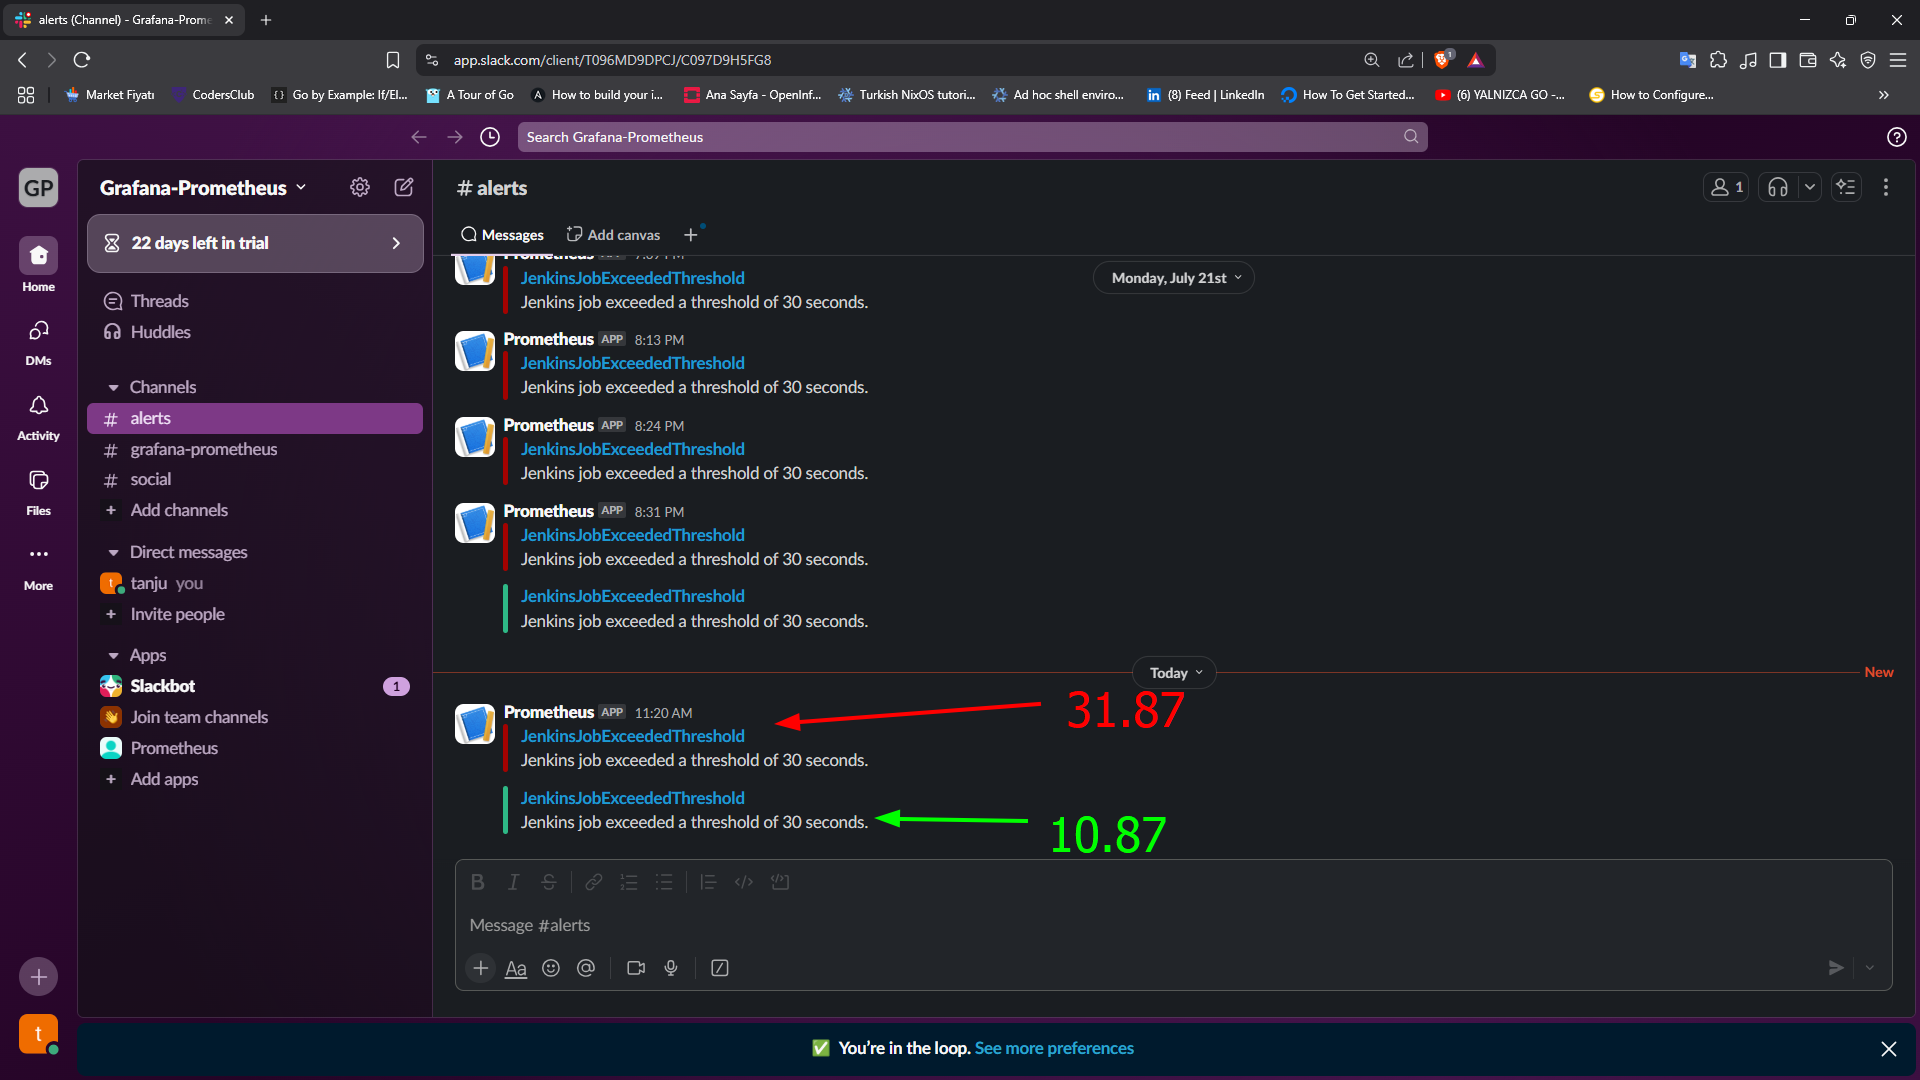 alerts (Channel) - Grafana-Prome
app.slack.com/client/T096MD9DPCJ/C097D9H5FG8
1
Market Fiyatı
CodersClub
Go by Example: If/El...
A Tour of Go
How to build your i...
Ana Sayfa - OpenInf...
Turkish NixOS tutori...
Ad hoc shell enviro...
(8) Feed | LinkedIn
How To Get Started...
(6) YALNIZCA GO -...
How to Configure...
Search Grafana-Prometheus
GP
Home
DMs
Activity
Files
More
t
Grafana-Prometheus
22 days left in trial
Threads
Huddles
Channels
# alerts
# grafana-prometheus
# social
+ Add channels
Direct messages
t tanju you
+ Invite people
Apps
Slackbot 1
Join team channels
Prometheus
+ Add apps
# alerts
1
Messages
Add canvas
Monday, July 21st
Prometheus
JenkinsJobExceededThreshold
Jenkins job exceeded a threshold of 30 seconds.
Prometheus APP 8:13 PM
JenkinsJobExceededThreshold
Jenkins job exceeded a threshold of 30 seconds.
Prometheus APP 8:24 PM
JenkinsJobExceededThreshold
Jenkins job exceeded a threshold of 30 seconds.
Prometheus APP 8:31 PM
JenkinsJobExceededThreshold
Jenkins job exceeded a threshold of 30 seconds.
JenkinsJobExceededThreshold
Jenkins job exceeded a threshold of 30 seconds.
Today
New
Prometheus APP 11:20 AM
31.87
JenkinsJobExceededThreshold
Jenkins job exceeded a threshold of 30 seconds.
JenkinsJobExceededThreshold
Jenkins job exceeded a threshold of 30 seconds.
10.87
Message #alerts
Aa
You're in the loop. See more preferences